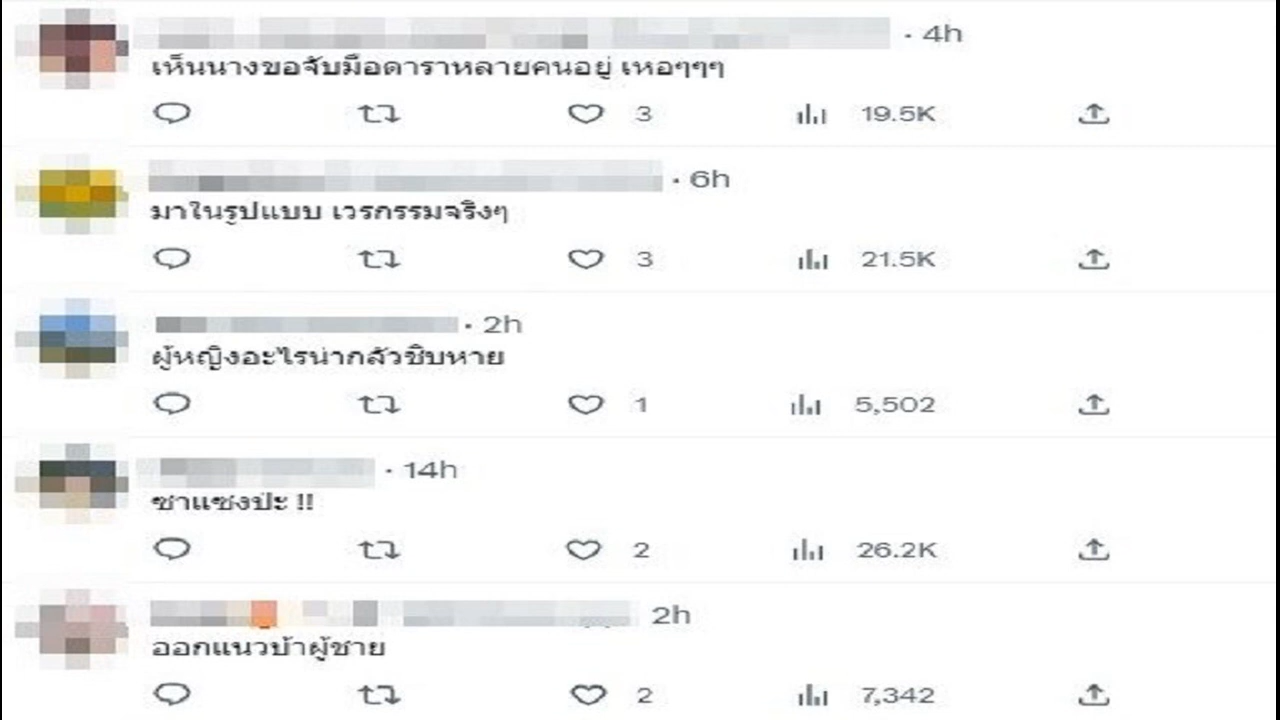 · 4h
เห็นนางขอจับมือดาราหลายคนอยู่ เหอๆๆๆ
3 19.5K
· 6h
มาในรูปแบบ เวรกรรมจริงๆ
3 21.5K
· 2h
ผู้หญิงอะไรน่ากลัวชิบหาย
1 5,502
· 14h
ซาแซงป่ะ !!
2 26.2K
2h
ออกแนวบ้าผู้ชาย
2 7,342